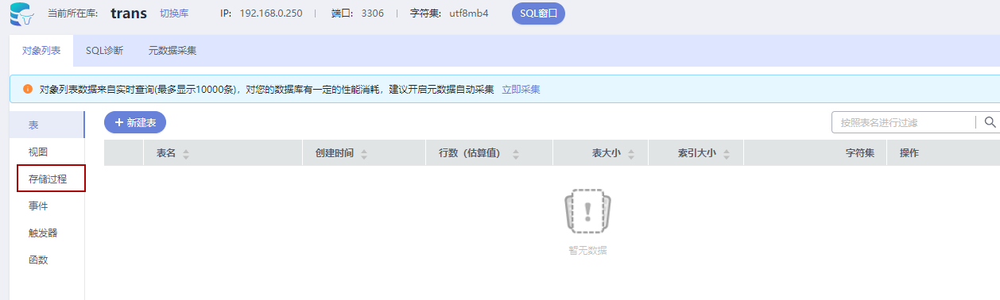 当前所在库: trans 切换库 IP: 192.168.0.250 | 端口: 3306 | 字符集: utf8mb4 SQL窗口
对象列表 SQL诊断 元数据采集
对象列表数据来自实时查询(最多显示10000条)，对您的数据库有一定的性能消耗，建议开启元数据自动采集 立即采集
表
+ 新建表 按照表名进行过滤
表名 创建时间 行数（估算值） 表大小 索引大小 字符集 操作
视图
存储过程
事件
触发器
函数
暂无数据